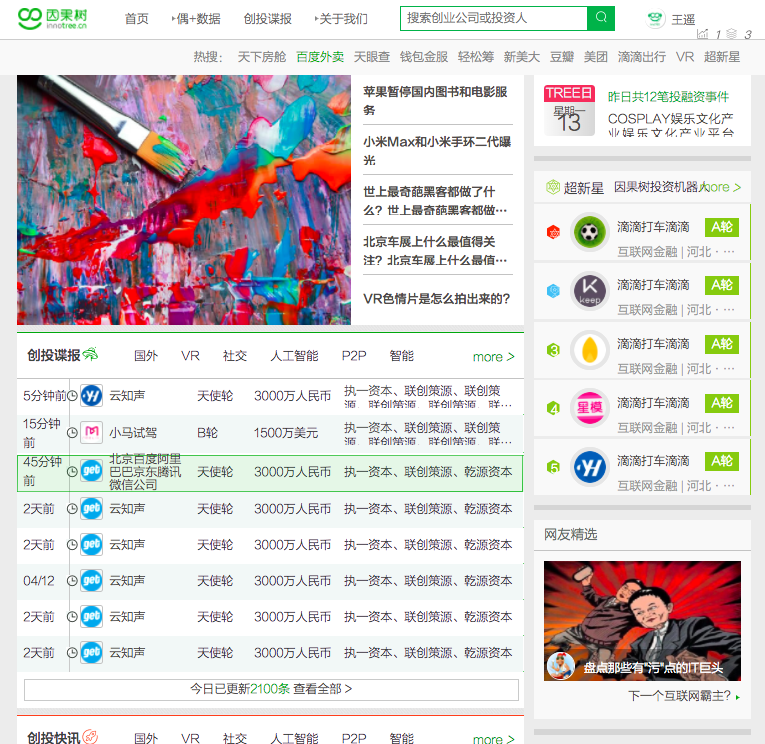 因果树
innotree.cn
首页
偶+数据
创投谍报
关于我们
搜索创业公司或投资人
王遥
1
3
热搜：
天下房舱
百度外卖
天眼查
钱包金服
轻松筹
新美大
豆瓣
美团
滴滴出行
VR
超新星
苹果暂停国内图书和电影服
务
小米Max和小米手环二代曝
光
世上最奇葩黑客都做了什
么？世上最奇葩黑客都做…
北京车展上什么最值得关
注？北京车展上什么最值…
VR色情片是怎么拍出来的？
TREE日
星期一
13
昨日共12笔投融资事件
COSPLAY娱乐文化产
业娱乐文化产业平台
超新星
因果树投资机器人
more >
滴滴打车滴滴
A轮
互联网金融 | 河北 · …
keep
滴滴打车滴滴
A轮
互联网金融 | 河北 · …
3
滴滴打车滴滴
A轮
互联网金融 | 河北 · …
4
星模
滴滴打车滴滴
A轮
互联网金融 | 河北 · …
5
滴滴打车滴滴
A轮
互联网金融 | 河北 · …
创投谍报
国外
VR
社交
人工智能
P2P
智能
more >
5分钟前
云知声
天使轮
3000万人民币
执一资本、联创策源、联创策
源、联创策源、联创策源、联…
15分钟
前
小马试驾
B轮
1500万美元
执一资本、联创策源、联创策
源、联创策源、联创策源、联…
45分钟
前
get
北京百度阿里
巴巴京东腾讯
微信公司
天使轮
3000万人民币
执一资本、联创策源、乾源资本
2天前
get
云知声
天使轮
3000万人民币
执一资本、联创策源、乾源资本
2天前
get
云知声
天使轮
3000万人民币
执一资本、联创策源、乾源资本
04/12
get
云知声
天使轮
3000万人民币
执一资本、联创策源、乾源资本
2天前
get
云知声
天使轮
3000万人民币
执一资本、联创策源、乾源资本
2天前
get
云知声
天使轮
3000万人民币
执一资本、联创策源、乾源资本
今日已更新2100条 查看全部 >
网友精选
盘点那些有"污"点的IT巨头
下一个互联网霸主？
创投快讯
国外
VR
社交
人工智能
P2P
智能
more >